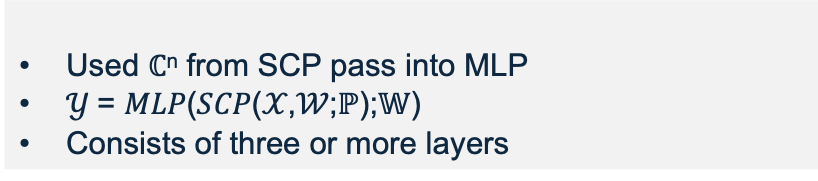 • Used ℂⁿ from SCP pass into MLP
• 𝒴 = 𝑀𝐿𝑃(𝑆𝐶𝑃(𝒳,𝒲;ℙ);𝕎)
• Consists of three or more layers